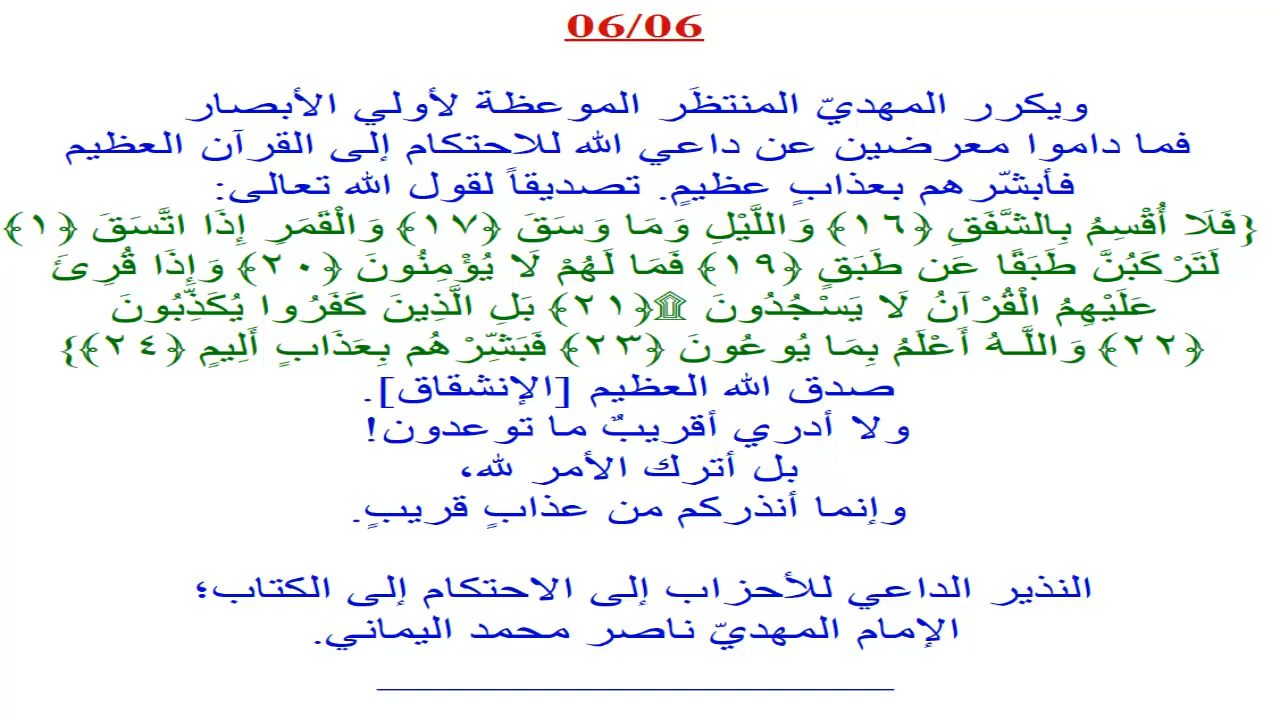 06/06
ويكرر المهديّ المنتظَر الموعظة لأولي الأبصار
فما داموا معرضين عن داعي الله للاحتكام إلى القرآن العظيم
فأبشّرهم بعذابٍ عظيمٍ. تصديقاً لقول الله تعالى:
{فَلَا أُقْسِمُ بِالشَّفَقِ ﴿١٦﴾ وَاللَّيْلِ وَمَا وَسَقَ ﴿١٧﴾ وَالْقَمَرِ إِذَا اتَّسَقَ ﴿١﴾
لَتَرْكَبُنَّ طَبَقًا عَن طَبَقٍ ﴿١٩﴾ فَمَا لَهُمْ لَا يُؤْمِنُونَ ﴿٢٠﴾ وَإِذَا قُرِئَ
عَلَيْهِمُ الْقُرْآنُ لَا يَسْجُدُونَ ۩﴿٢١﴾ بَلِ الَّذِينَ كَفَرُوا يُكَذِّبُونَ
﴿٢٢﴾ وَاللَّـهُ أَعْلَمُ بِمَا يُوعُونَ ﴿٢٣﴾ فَبَشِّرْهُم بِعَذَابٍ أَلِيمٍ ﴿٢٤﴾}
صدق الله العظيم [الإنشقاق].
ولا أدري أقريبٌ ما توعدون!
بل أترك الأمر لله،
وإنما أنذركم من عذابٍ قريبٍ.
النذير الداعي للأحزاب إلى الاحتكام إلى الكتاب؛
الإمام المهديّ ناصر محمد اليماني.